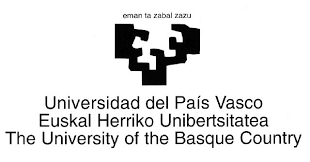 eman ta zabal zazu
Universidad del País Vasco
Euskal Herriko Unibertsitatea
The University of the Basque Country